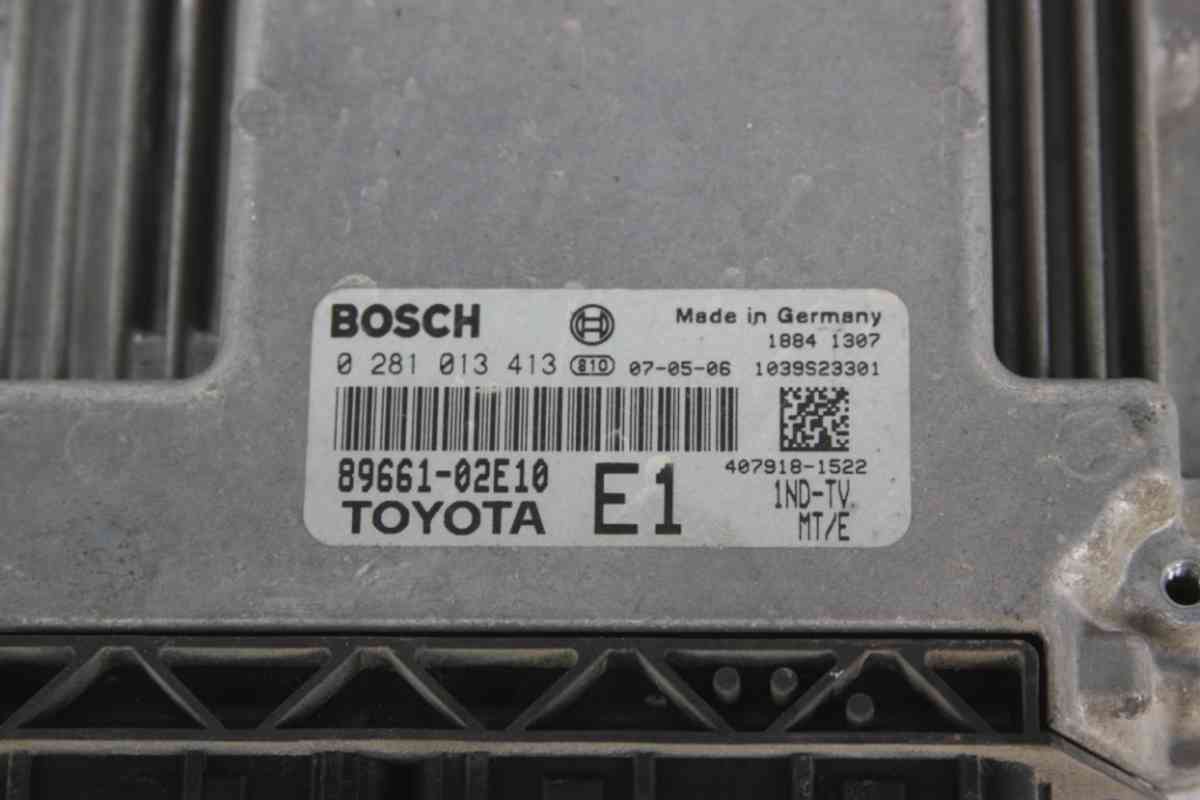 BOSCH
Made in Germany
1884 1307
0 281 013 413 810 07-05-06 1039S23301
89661-02E10
TOYOTA
E1
407918-1522
1ND-TV
MT/E